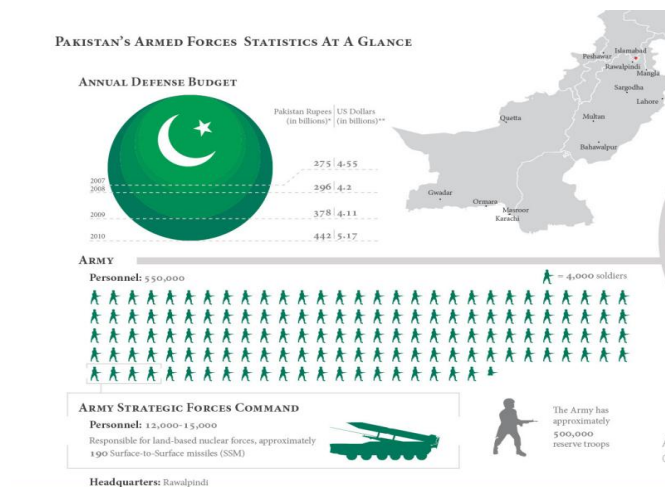 PAKISTAN'S ARMED FORCES STATISTICS AT A GLANCE
ANNUAL DEFENSE BUDGET
Pakistan Rupees (in billions)* | US Dollars (in billions)**
2007 275 | 4.55
2008 296 | 4.2
2009 378 | 4.11
2010 442 | 5.17
Islamabad
Peshawar
Rawalpindi
Mangla
Sargodha
Lahore
Quetta
Multan
Bahawalpur
Gwadar
Ormara
Masroor
Karachi
ARMY
Personnel: 550,000
= 4,000 soldiers
ARMY STRATEGIC FORCES COMMAND
Personnel: 12,000-15,000
Responsible for land-based nuclear forces, approximately
190 Surface-to-Surface missiles (SSM)
The Army has
approximately
500,000
reserve troops
Headquarters: Rawalpindi